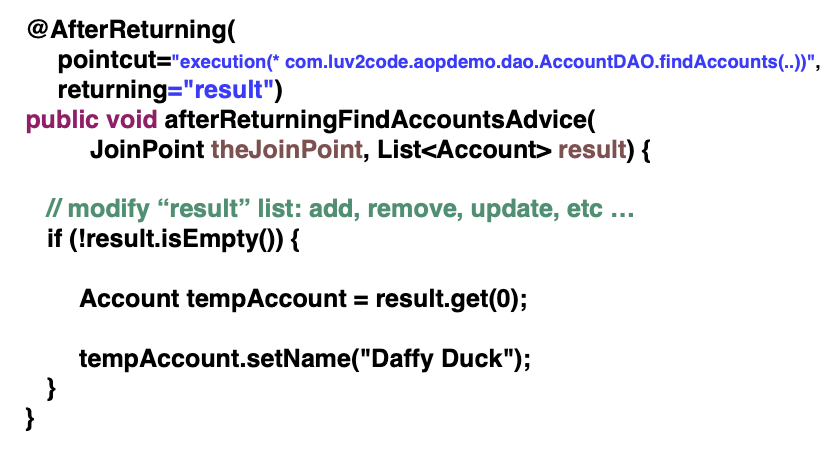 @AfterReturning(
pointcut="execution(* com.luv2code.aopdemo.dao.AccountDAO.findAccounts(..))",
returning="result")
public void afterReturningFindAccountsAdvice(
JoinPoint theJoinPoint, List<Account> result) {
// modify “result” list: add, remove, update, etc …
if (!result.isEmpty()) {
Account tempAccount = result.get(0);
tempAccount.setName("Daffy Duck");
}
}